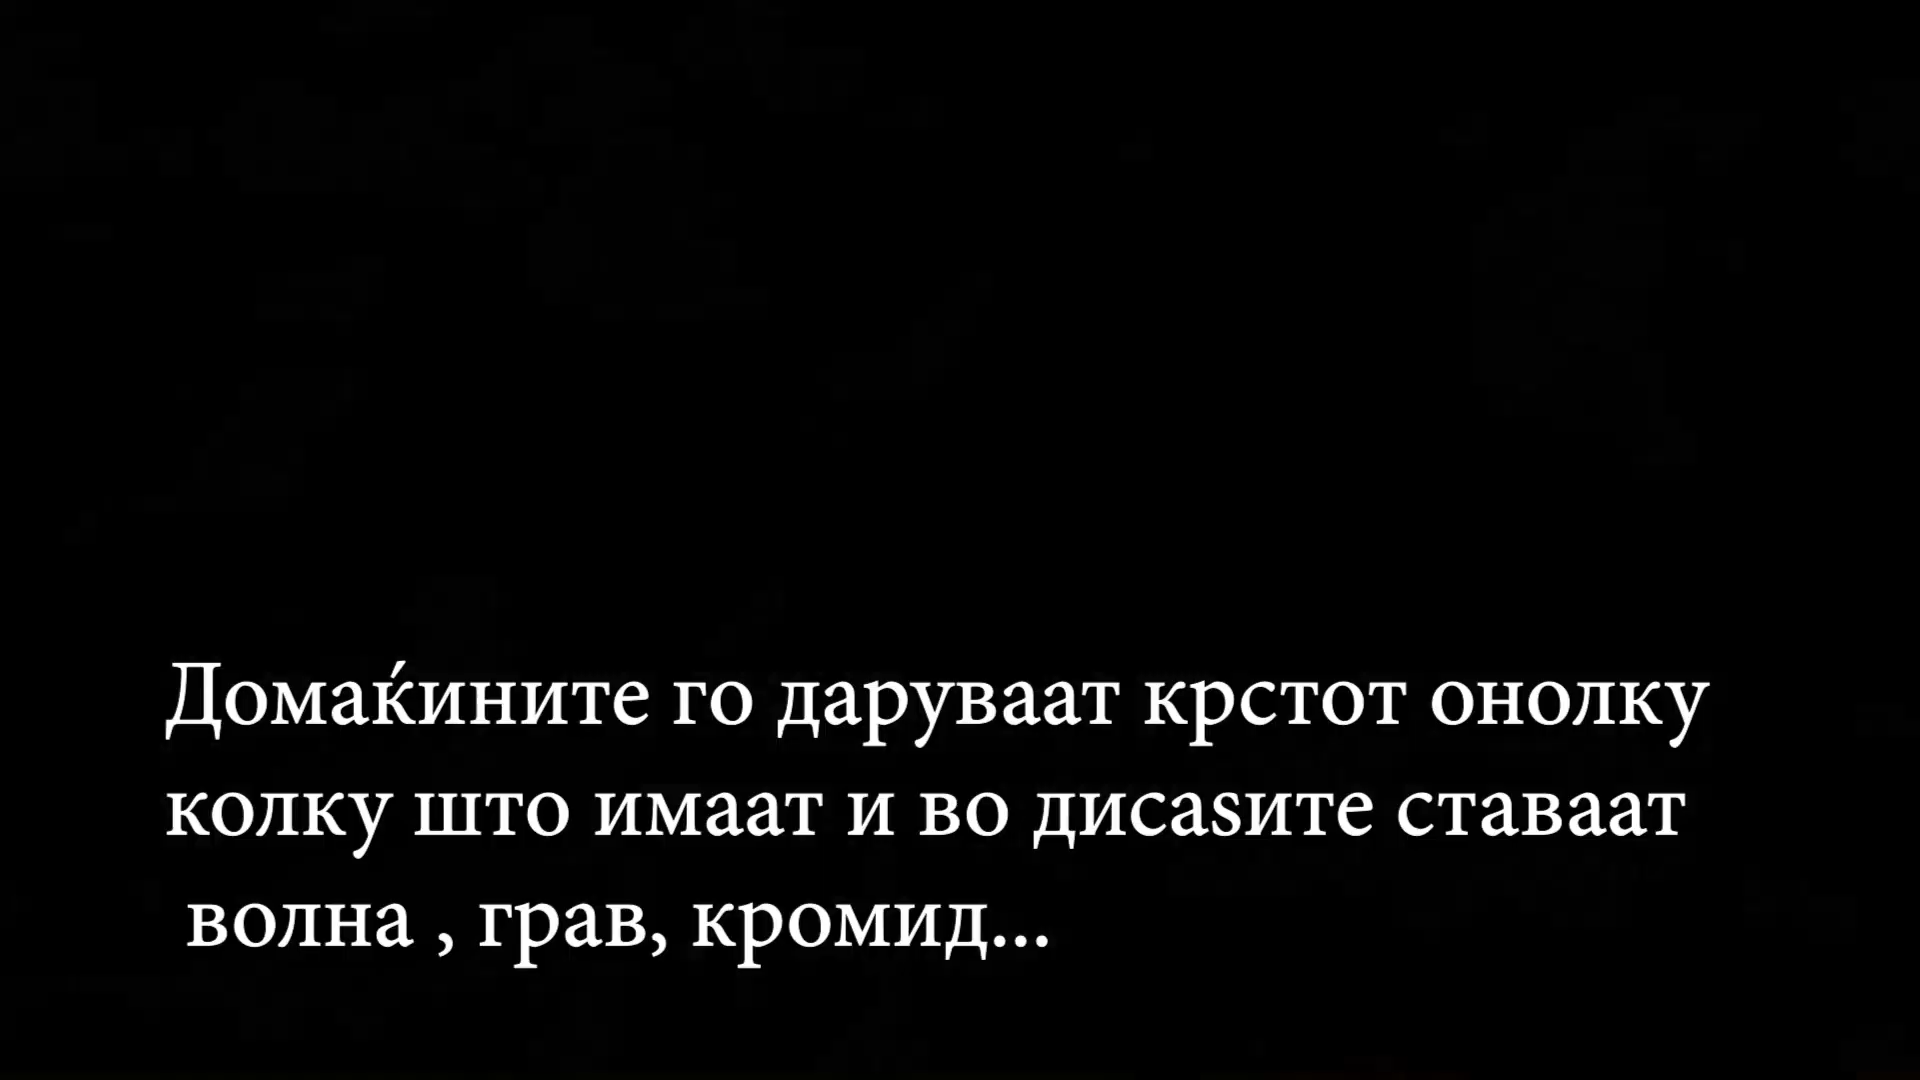 Домаќините го даруваат крстот онолку
колку што имаат и во дисаѕите ставаат
волна , грав, кромид...